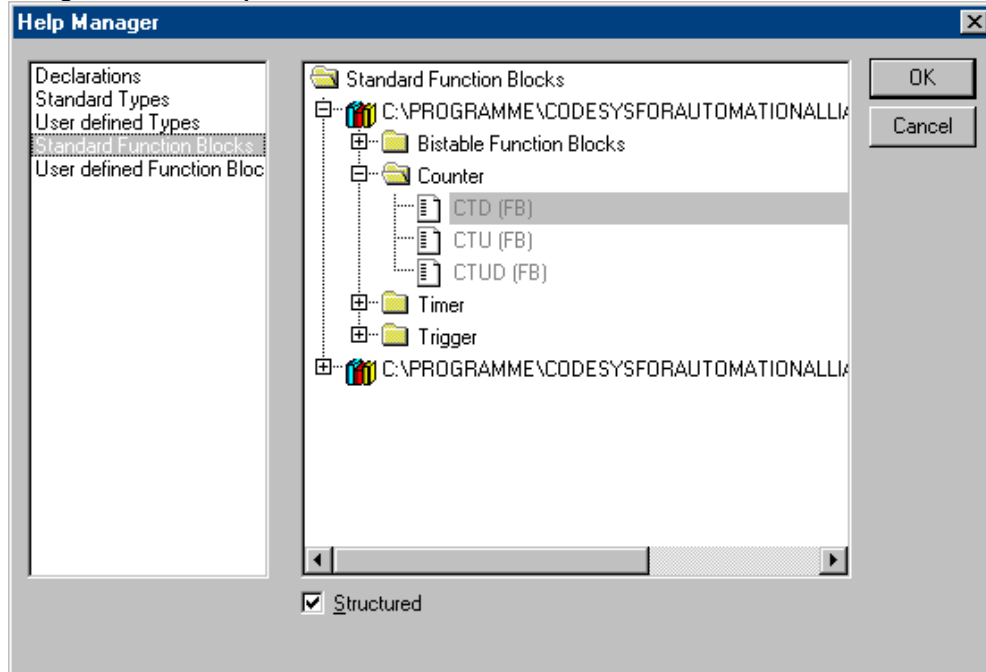 Help Manager
Declarations
Standard Types
User defined Types
Standard Function Blocks
User defined Function Bloc
Standard Function Blocks
C:\PROGRAMME\CODESYSFORAUTOMATIONALLIA
Bistable Function Blocks
Counter
CTD (FB)
CTU (FB)
CTUD (FB)
Timer
Trigger
C:\PROGRAMME\CODESYSFORAUTOMATIONALLIA
Structured
OK
Cancel